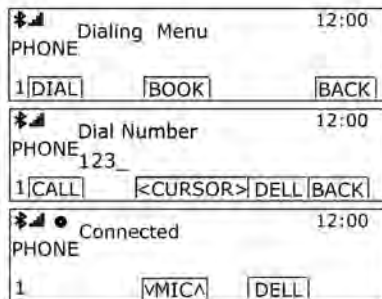 12:00
Dialing Menu
PHONE
1 DIAL BOOK BACK
12:00
Dial Number
PHONE
123_
1 CALL <CURSOR> DELL BACK
12:00
Connected
PHONE
1 ∨MIC∧ DELL